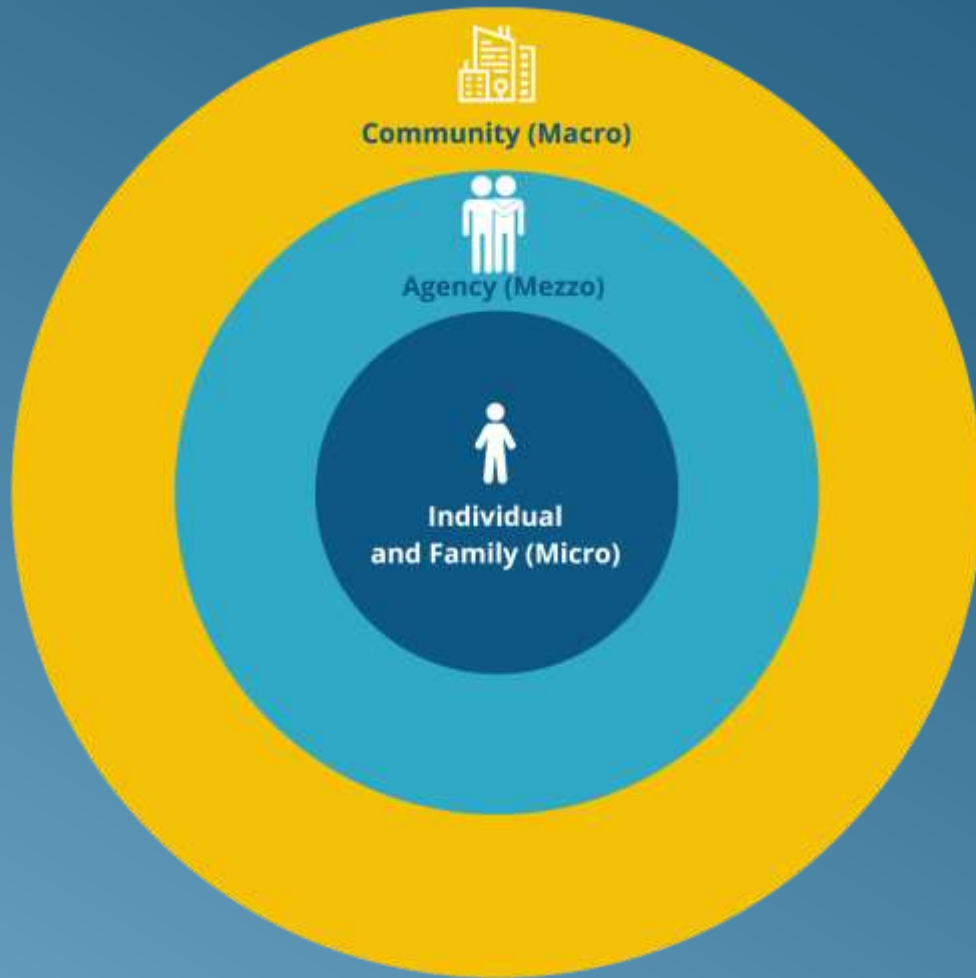 Community (Macro)
Agency (Mezzo)
Individual
and Family (Micro)